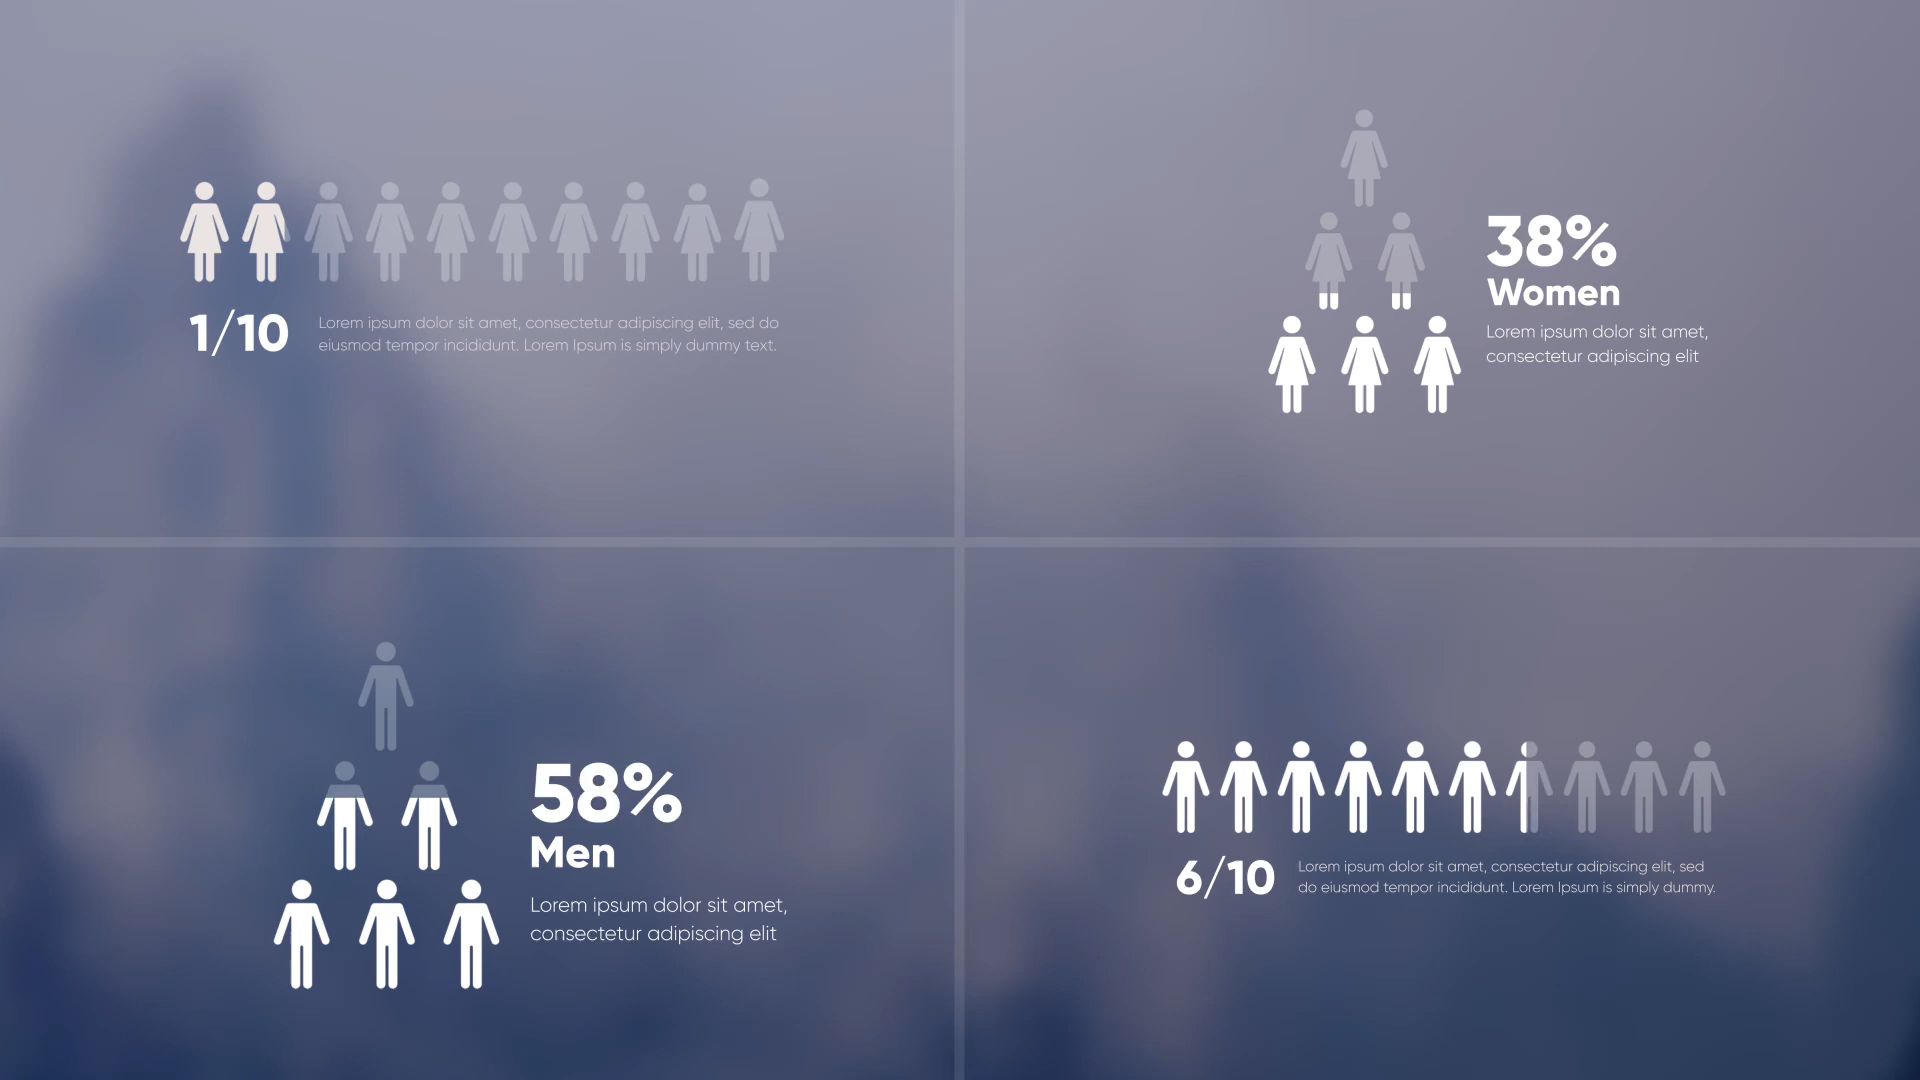 1/10
Lorem ipsum dolor sit amet, consectetur adipiscing elit, sed do
eiusmod tempor incididunt. Lorem Ipsum is simply dummy text.
38%
Women
Lorem ipsum dolor sit amet,
consectetur adipiscing elit
58%
Men
Lorem ipsum dolor sit amet,
consectetur adipiscing elit
6/10
Lorem ipsum dolor sit amet, consectetur adipiscing elit, sed
do eiusmod tempor incididunt. Lorem Ipsum is simply dummy.